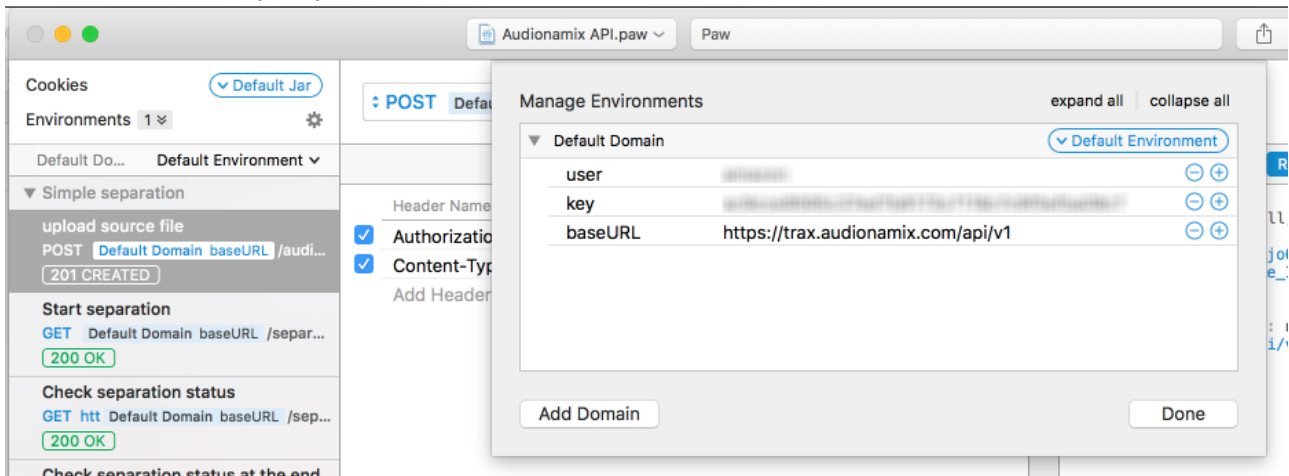 Audionamix API.paw
Paw
Cookies
Default Jar
Environments 1
Default Do... Default Environment
Simple separation
upload source file
POST Default Domain baseURL /audi...
201 CREATED
Start separation
GET Default Domain baseURL /separ...
200 OK
Check separation status
GET htt Default Domain baseURL /sep...
200 OK
Check separation status at the end
POST Defau
Header Name
Authorizatio
Content-Typ
Add Header
Manage Environments
expand all collapse all
Default Domain
Default Environment
user
key
baseURL https://trax.audionamix.com/api/v1
Add Domain
Done